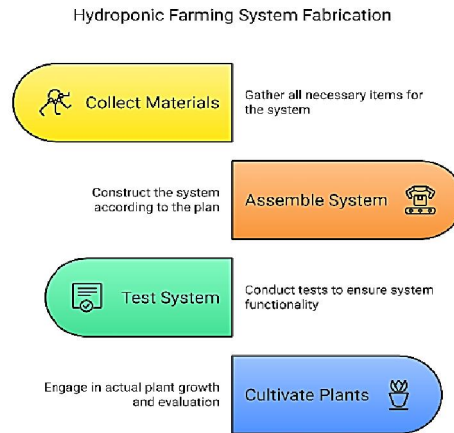 Hydroponic Farming System Fabrication
Collect Materials
Gather all necessary items for
the system
Construct the system
according to the plan
Assemble System
Test System
Conduct tests to ensure system
functionality
Engage in actual plant growth
and evaluation
Cultivate Plants